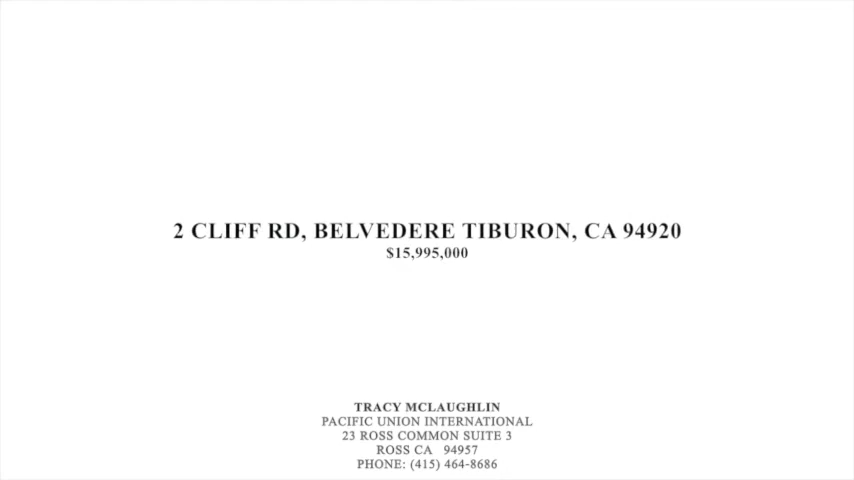 2 CLIFF RD, BELVEDERE TIBURON, CA 94920
$15,995,000
TRACY MCLAUGHLIN
PACIFIC UNION INTERNATIONAL
23 ROSS COMMON SUITE 3
ROSS CA 94957
PHONE: (415) 464-8686